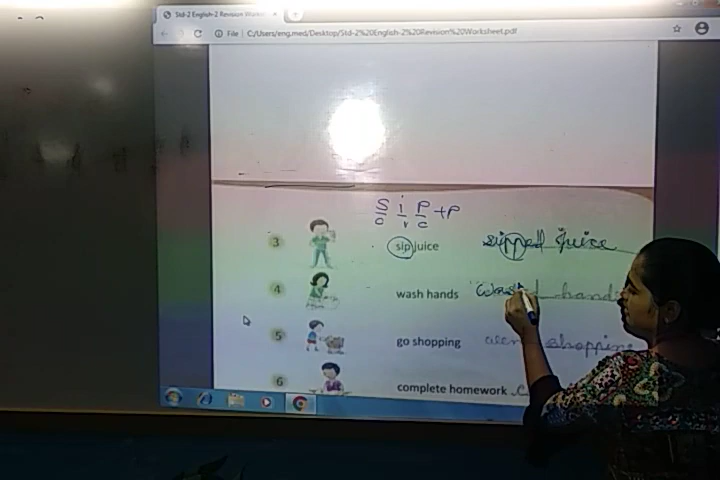 Std-2 English-2 Revision Works
File C:/Users/eng.med/Desktop/Std-2%20English-2%20Revision%20Worksheet.pdf
S i P + P
c v c
3 sip juice sipped juice
4 wash hands hands
5 go shopping went shopping
6 complete homework